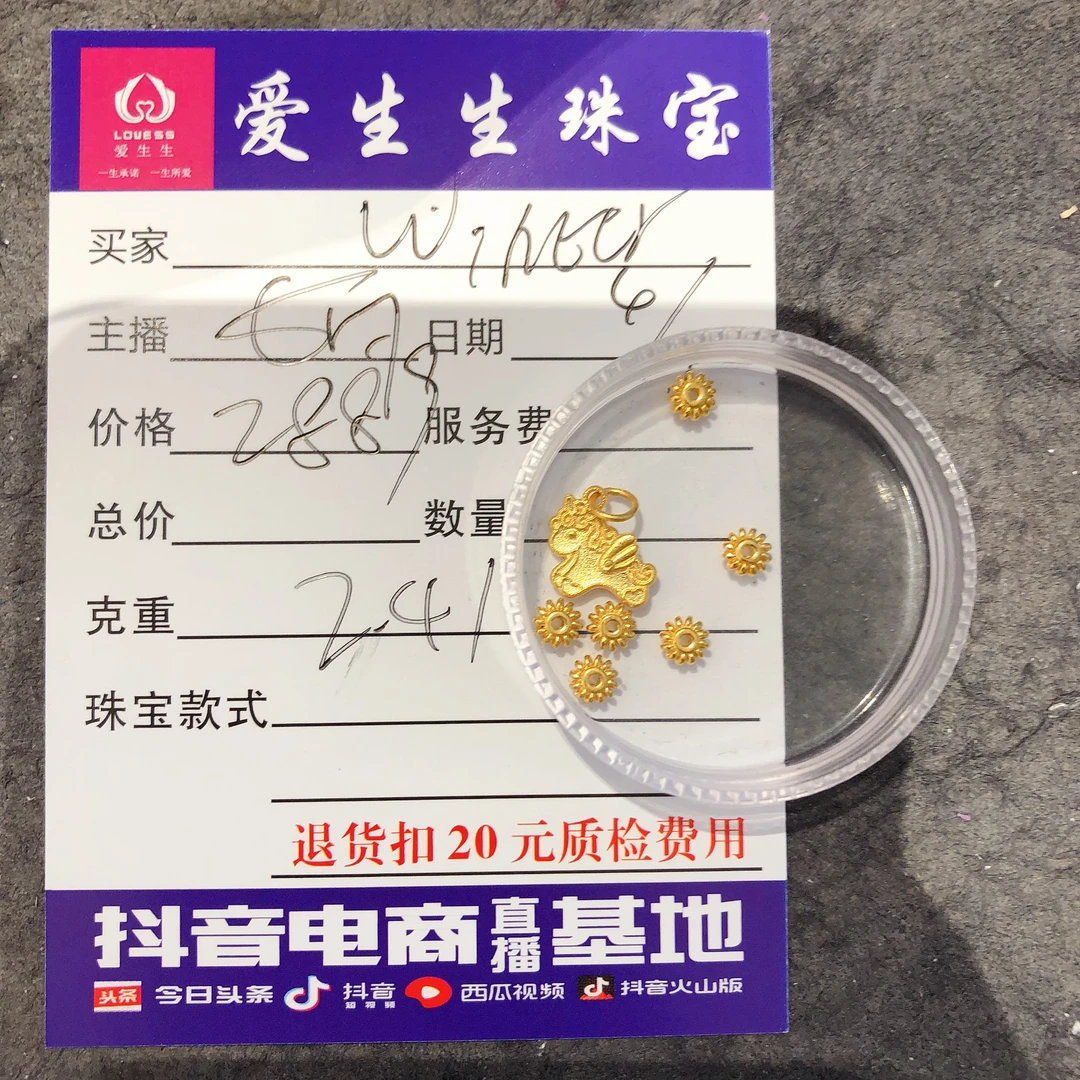 LOVESS
爱生生
一生承诺 一生所爱
爱生生珠宝
买家 Winter
主播 日期 6/
价格 288/ 服务费
总价 数量
克重 2.41
珠宝款式
退货扣20元质检费用
抖音电商直播基地
头条 今日头条 抖音短视频 西瓜视频 抖音火山版